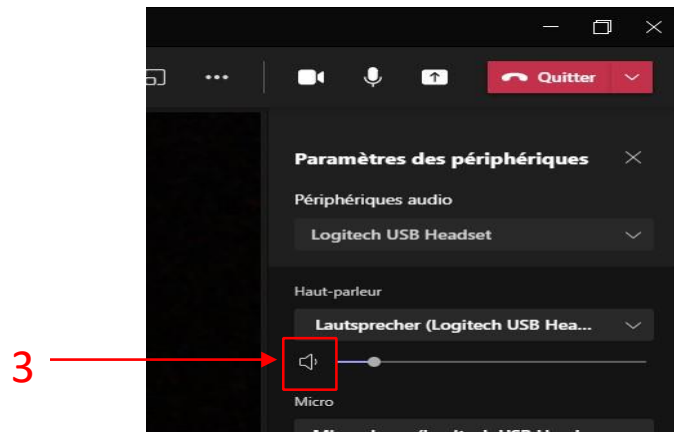 Quitter
Paramètres des périphériques
Périphériques audio
Logitech USB Headset
Haut-parleur
Lautsprecher (Logitech USB Hea...
3
Micro